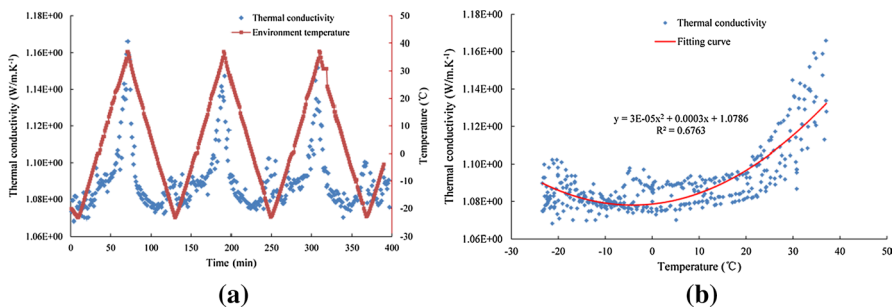 Thermal conductivity
Environment temperature
Thermal conductivity (W/m.K⁻¹)
1.18E+00
1.16E+00
1.14E+00
1.12E+00
1.10E+00
1.08E+00
1.06E+00
50
40
30
20
10
0
-10
-20
-30
Temperature (℃)
0 50 100 150 200 250 300 350 400
Time (min)
(a)
Thermal conductivity
Fitting curve
y = 3E-05x² + 0.0003x + 1.0786
R² = 0.6763
Thermal conductivity (W/m.K⁻¹)
1.18E+00
1.16E+00
1.14E+00
1.12E+00
1.10E+00
1.08E+00
1.06E+00
-30 -20 -10 0 10 20 30 40 50
Temperature (℃)
(b)